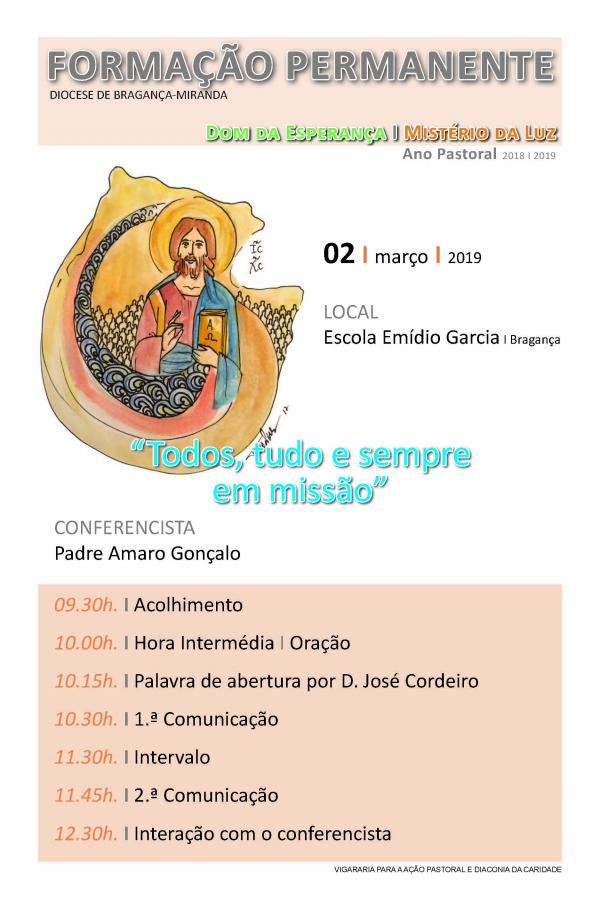 FORMAÇÃO PERMANENTE
DIOCESE DE BRAGANÇA-MIRANDA
DOM DA ESPERANÇA I MISTÉRIO DA LUZ
Ano Pastoral 2018 I 2019
02 I março I 2019
LOCAL
Escola Emídio Garcia I Bragança
Α
Ω
“Todos, tudo e sempre
em missão”
CONFERENCISTA
Padre Amaro Gonçalo
09.30h. I Acolhimento
10.00h. I Hora Intermédia I Oração
10.15h. I Palavra de abertura por D. José Cordeiro
10.30h. I 1.ª Comunicação
11.30h. I Intervalo
11.45h. I 2.ª Comunicação
12.30h. I Interação com o conferencista
VIGARARIA PARA A AÇÃO PASTORAL E DIACONIA DA CARIDADE